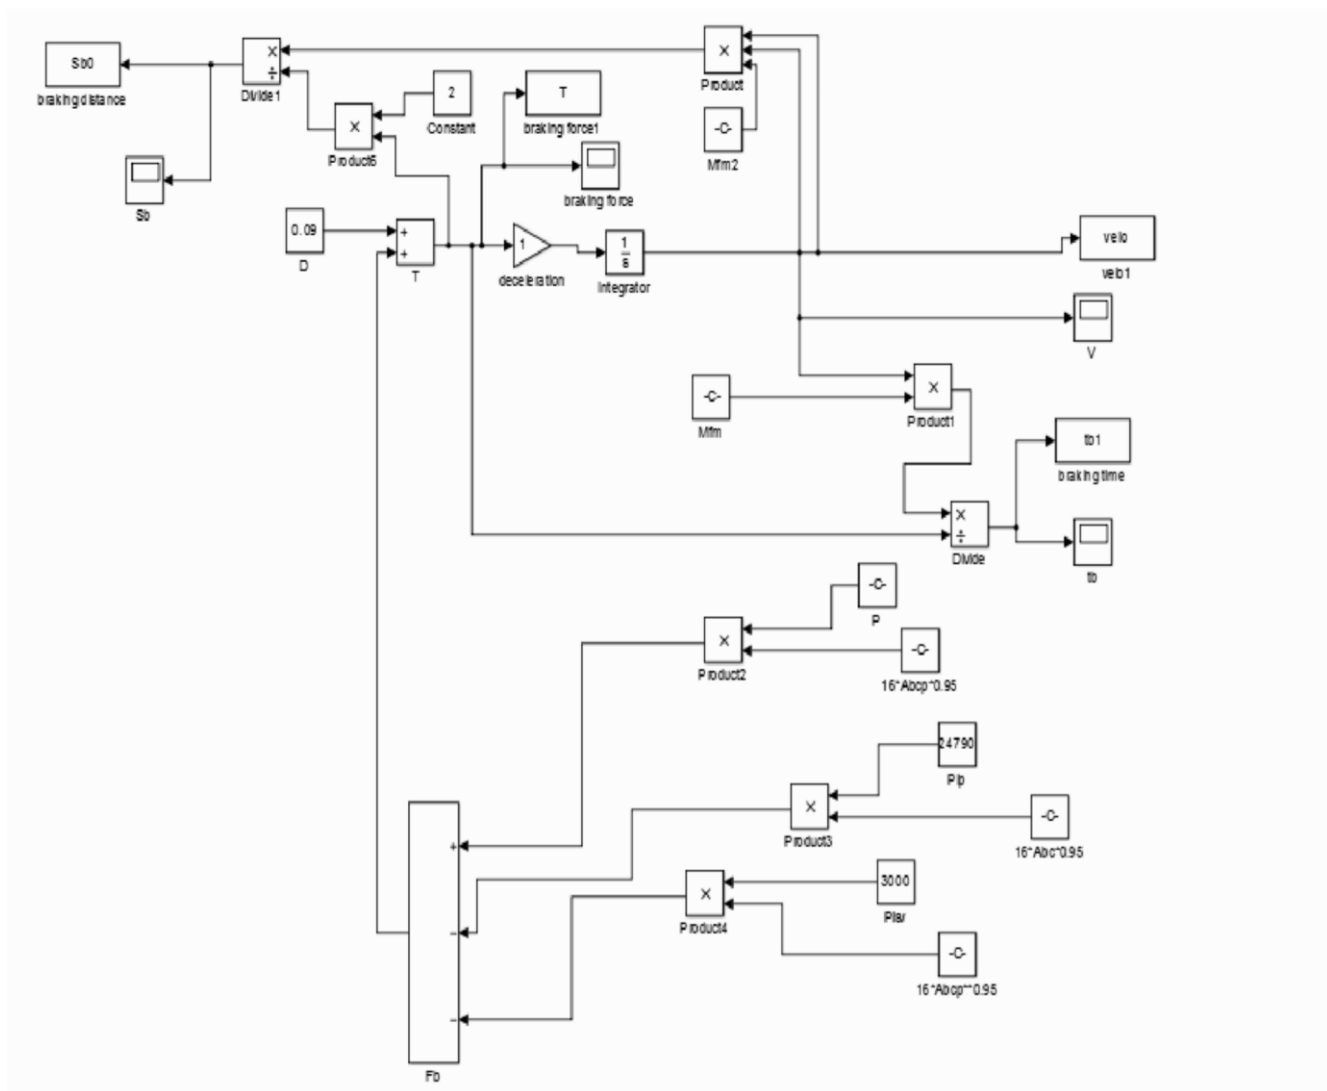 Sb0
braking distance
×
÷
Divide1
×
Product
2
Constant
T
braking force1
×
Product5
-C-
Mfm2
Sb
braking force
0.09
D
+
+
T
1
deceleration
1
s
Integrator
velo
velo1
V
-C-
Mfm
×
Product1
tb1
braking time
×
÷
Divide
tb
-C-
P
×
Product2
-C-
16*Abcp*0.95
24790
Plp
×
Product3
-C-
16*Abc*0.95
+
3000
×
Product4
−
-C-
16*Abcp**0.95
−
Fb